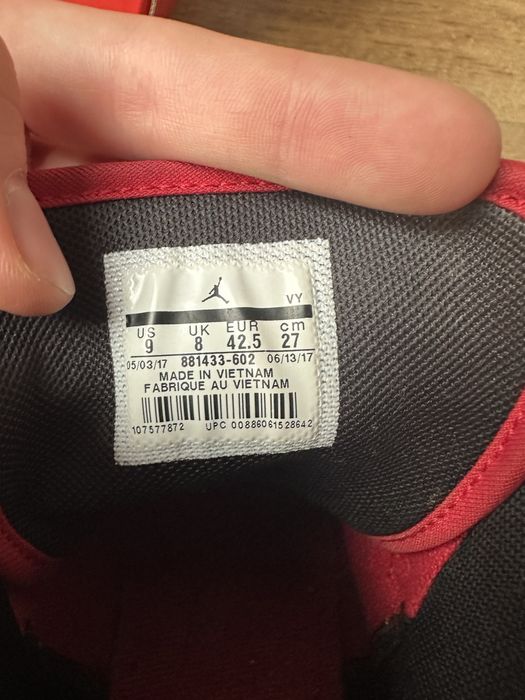 VY
US UK EUR cm
9 8 42.5 27
05/03/17 881433-602 06/13/17
MADE IN VIETNAM
FABRIQUE AU VIETNAM
107577872 UPC 00886061528642